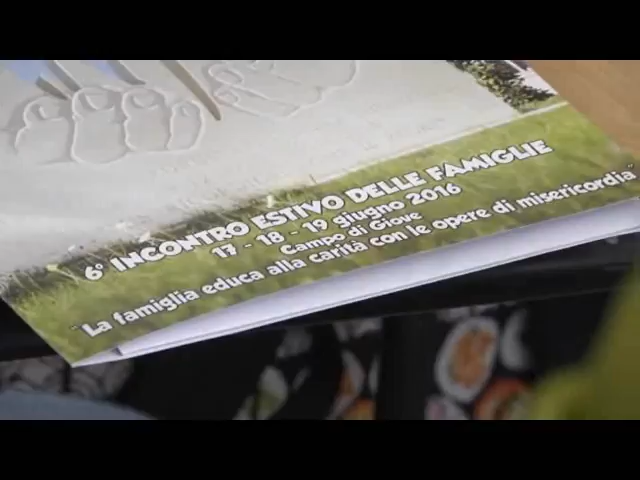 6° INCONTRO ESTIVO DELLE FAMIGLIE
17 - 18 - 19 giugno 2016
Campo di Giove
"La famiglia educa alla carità con le opere di misericordia"